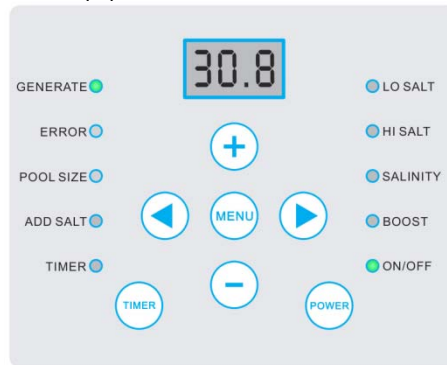 30.8
GENERATE
LO SALT
ERROR
HI SALT
POOL SIZE
SALINITY
ADD SALT
MENU
BOOST
TIMER
ON/OFF
TIMER
POWER